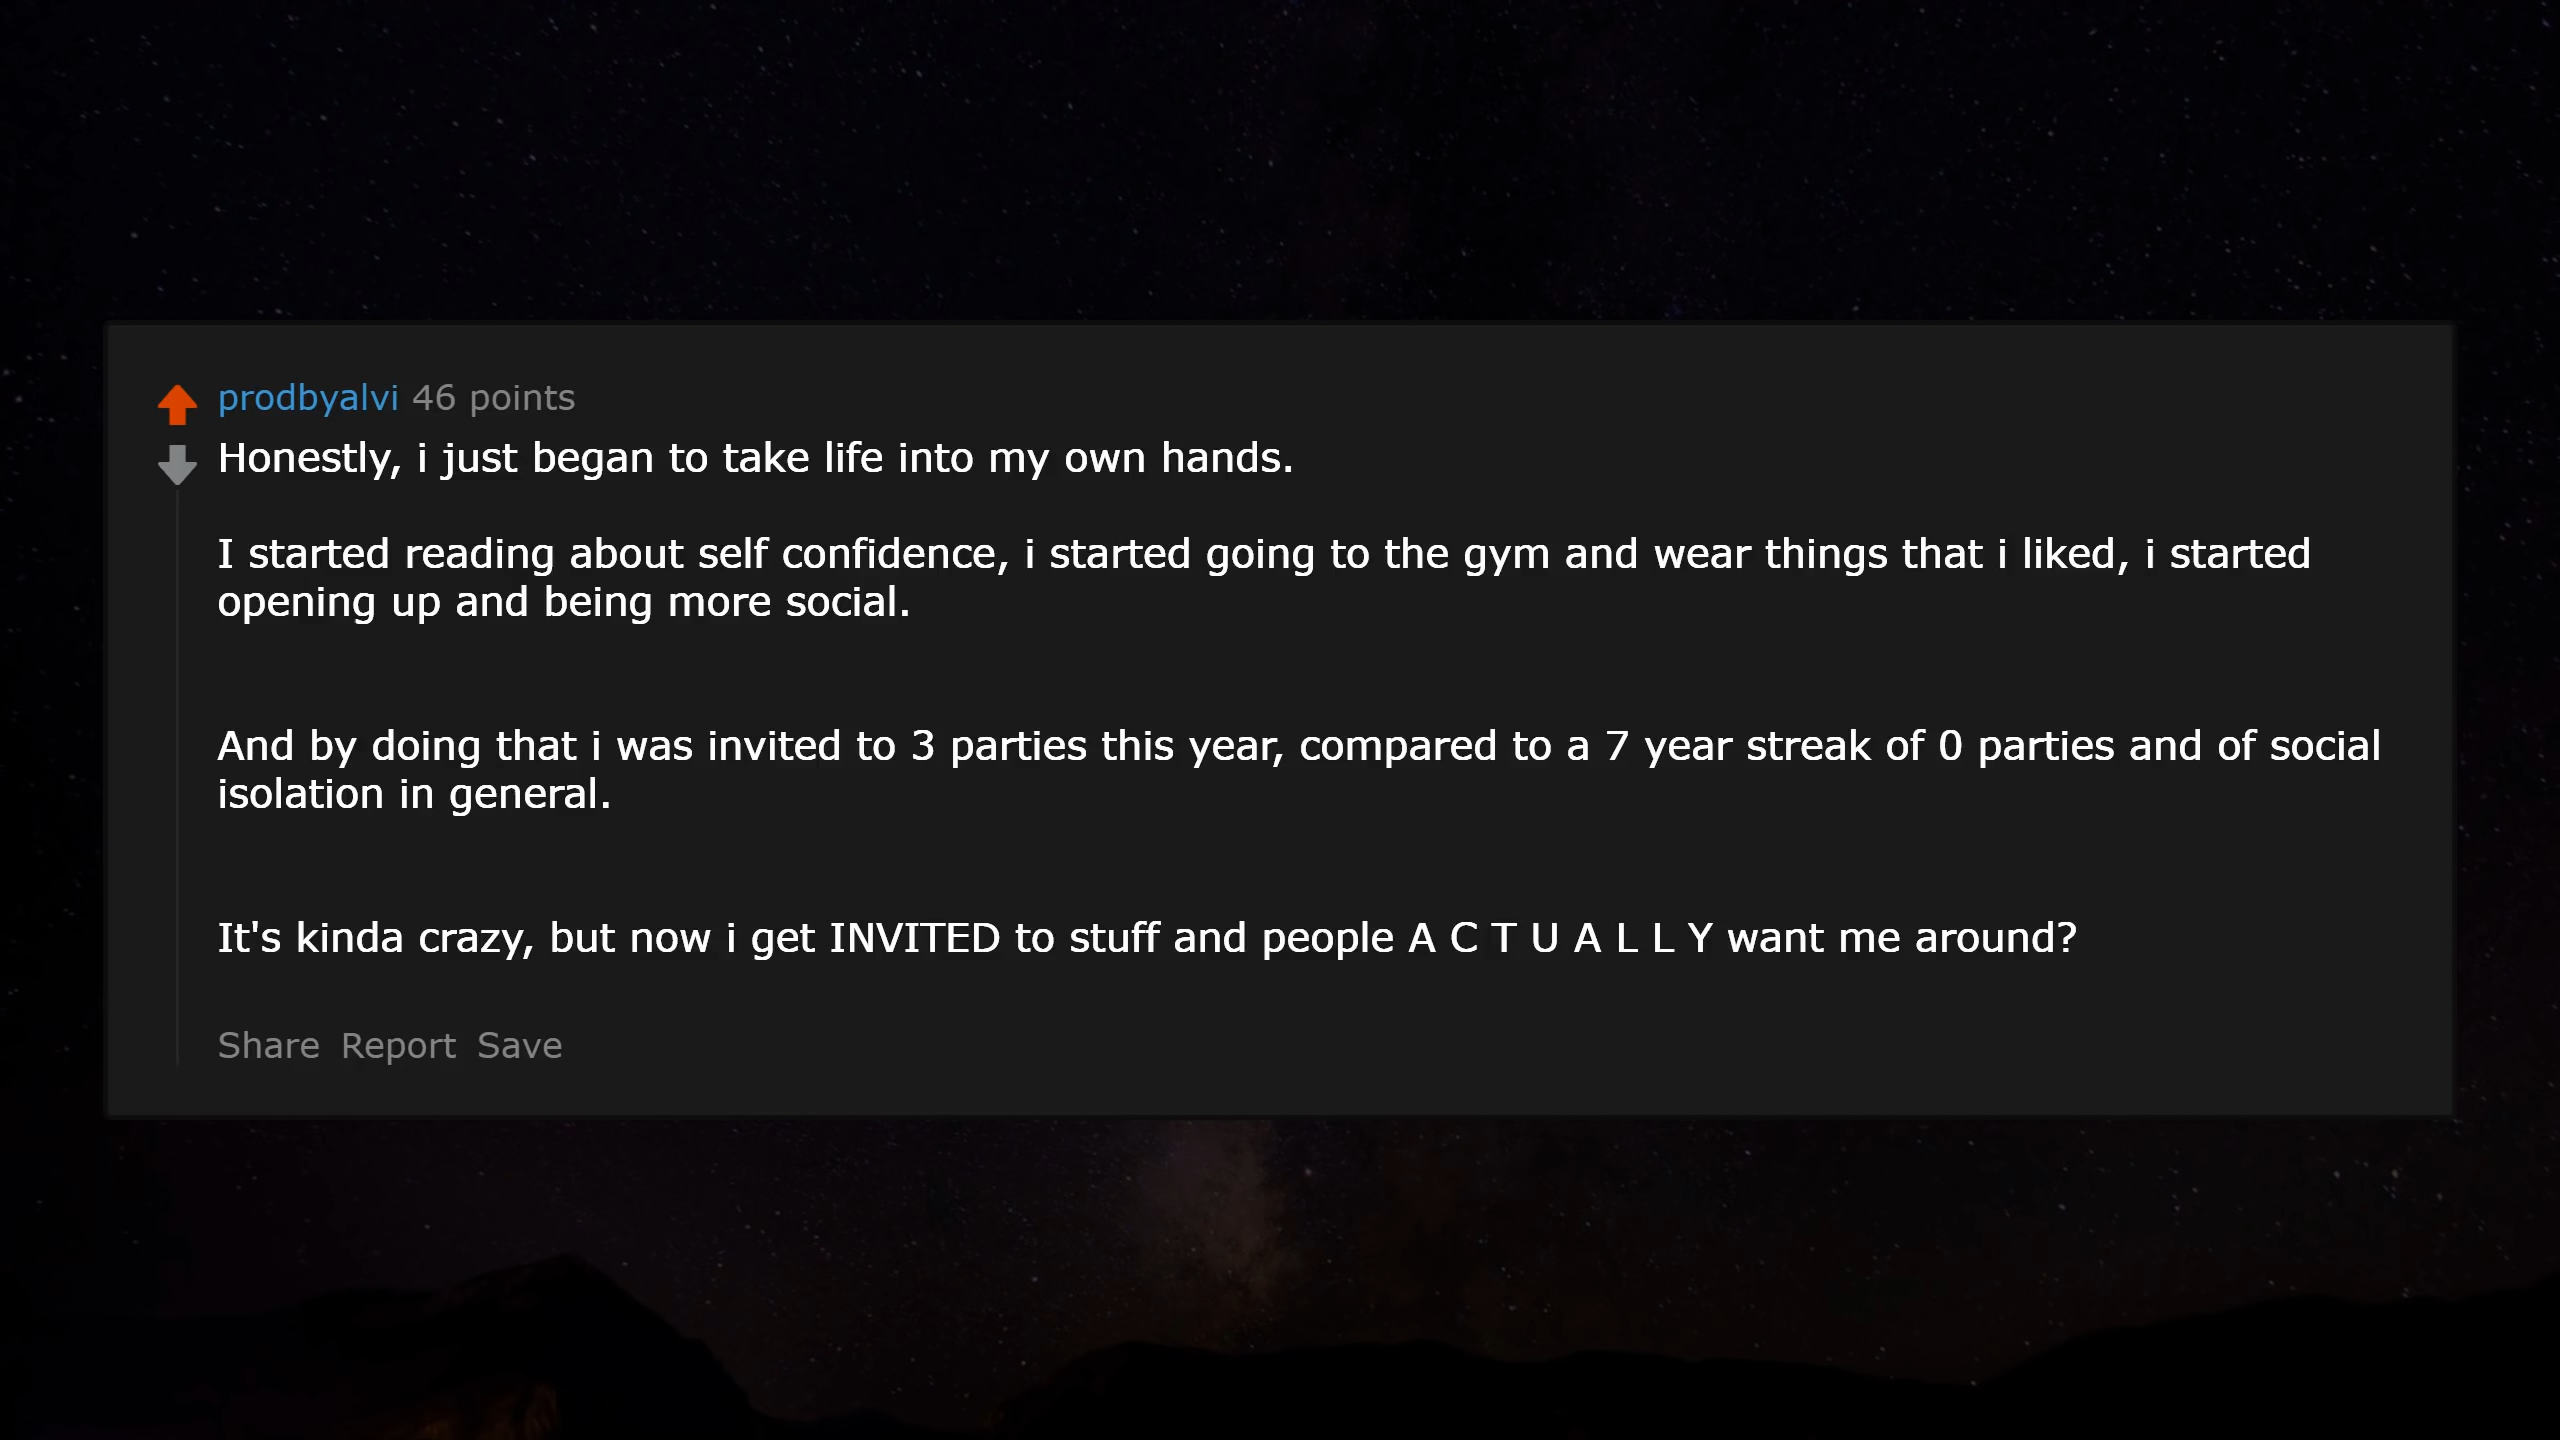 prodbyalvi 46 points
Honestly, i just began to take life into my own hands.
I started reading about self confidence, i started going to the gym and wear things that i liked, i started
opening up and being more social.
And by doing that i was invited to 3 parties this year, compared to a 7 year streak of 0 parties and of social
isolation in general.
It's kinda crazy, but now i get INVITED to stuff and people A C T U A L L Y want me around?
Share Report Save